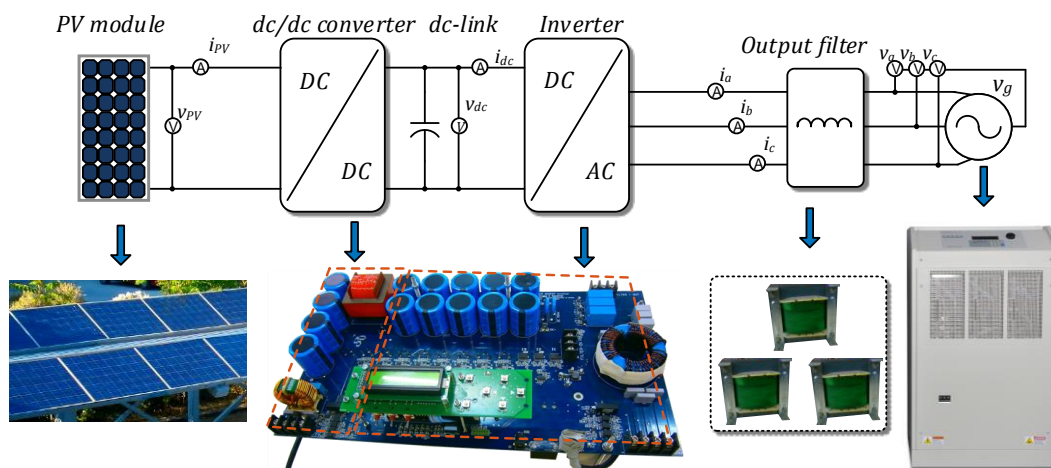 PV module
dc/dc converter
dc-link
Inverter
Output filter
i_PV
A
v_PV
V
DC
DC
A
i_dc
v_dc
V
DC
AC
i_a
A
i_b
A
i_c
A
v_a v_b v_c
V V V
v_g